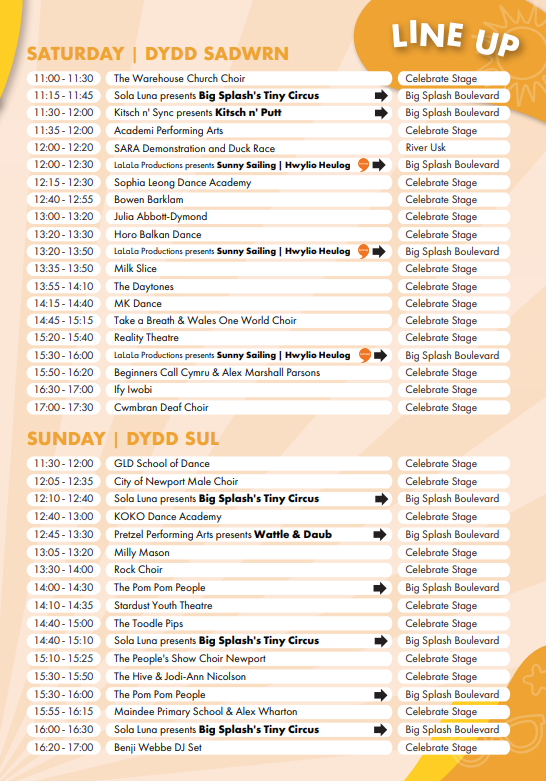 LINE UP
SATURDAY | DYDD SADWRN
11:00 - 11:30 The Warehouse Church Choir Celebrate Stage
11:15 - 11:45 Sola Luna presents Big Splash's Tiny Circus Big Splash Boulevard
11:30 - 12:00 Kitsch n' Sync presents Kitsch n' Putt Big Splash Boulevard
11:35 - 12:00 Academi Performing Arts Celebrate Stage
12:00 - 12:20 SARA Demonstration and Duck Race River Usk
12:00 - 12:30 LaLaLa Productions presents Sunny Sailing | Hwylio Heulog Big Splash Boulevard
12:15 - 12:30 Sophia Leong Dance Academy Celebrate Stage
12:40 - 12:55 Bowen Barklam Celebrate Stage
13:00 - 13:20 Julia Abbott-Dymond Celebrate Stage
13:20 - 13:30 Horo Balkan Dance Celebrate Stage
13:20 - 13:50 LaLaLa Productions presents Sunny Sailing | Hwylio Heulog Big Splash Boulevard
13:35 - 13:50 Milk Slice Celebrate Stage
13:55 - 14:10 The Daytones Celebrate Stage
14:15 - 14:40 MK Dance Celebrate Stage
14:45 - 15:15 Take a Breath & Wales One World Choir Celebrate Stage
15:20 - 15:40 Reality Theatre Celebrate Stage
15:30 - 16:00 LaLaLa Productions presents Sunny Sailing | Hwylio Heulog Big Splash Boulevard
15:50 - 16:20 Beginners Call Cymru & Alex Marshall Parsons Celebrate Stage
16:30 - 17:00 Ify Iwobi Celebrate Stage
17:00 - 17:30 Cwmbran Deaf Choir Celebrate Stage
SUNDAY | DYDD SUL
11:30 - 12:00 GLD School of Dance Celebrate Stage
12:05 - 12:35 City of Newport Male Choir Celebrate Stage
12:10 - 12:40 Sola Luna presents Big Splash's Tiny Circus Big Splash Boulevard
12:40 - 13:00 KOKO Dance Academy Celebrate Stage
12:45 - 13:30 Pretzel Performing Arts presents Wattle & Daub Big Splash Boulevard
13:05 - 13:20 Milly Mason Celebrate Stage
13:30 - 14:00 Rock Choir Celebrate Stage
14:00 - 14:30 The Pom Pom People Big Splash Boulevard
14:10 - 14:35 Stardust Youth Theatre Celebrate Stage
14:40 - 15:00 The Toodle Pips Celebrate Stage
14:40 - 15:10 Sola Luna presents Big Splash's Tiny Circus Big Splash Boulevard
15:10 - 15:25 The People's Show Choir Newport Celebrate Stage
15:30 - 15:50 The Hive & Jodi-Ann Nicolson Celebrate Stage
15:30 - 16:00 The Pom Pom People Big Splash Boulevard
15:55 - 16:15 Maindee Primary School & Alex Wharton Celebrate Stage
16:00 - 16:30 Sola Luna presents Big Splash's Tiny Circus Big Splash Boulevard
16:20 - 17:00 Benji Webbe DJ Set Celebrate Stage